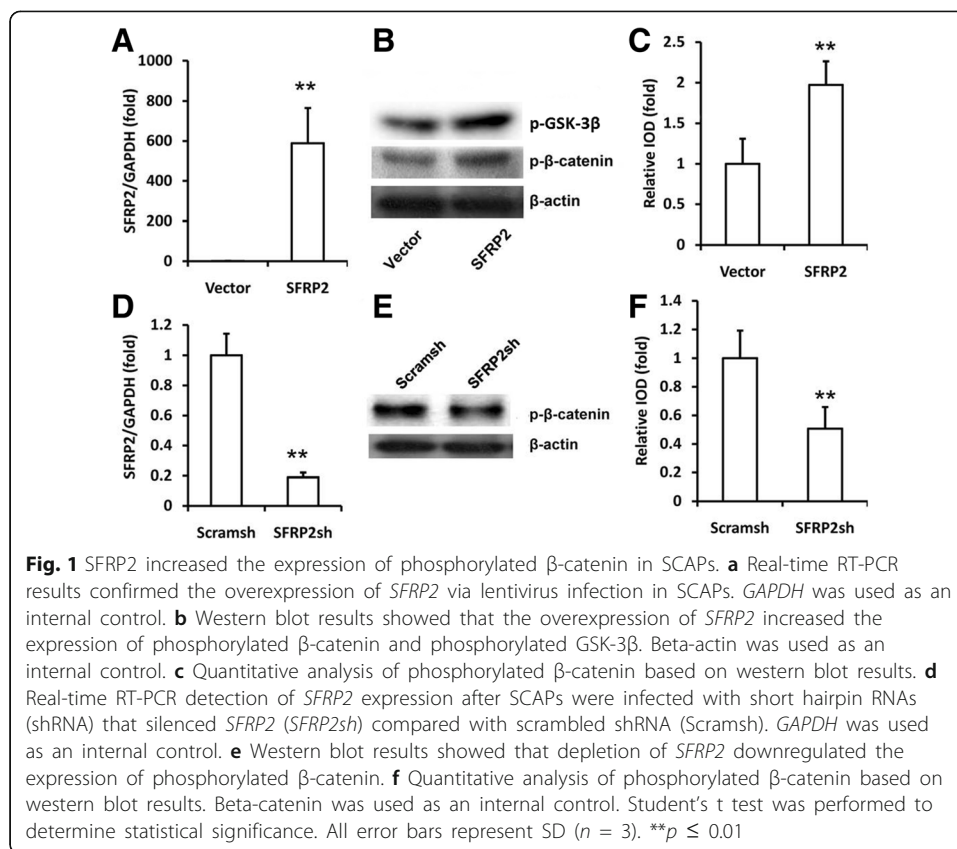 A
SFRP2/GAPDH (fold)
1000
800
600
400
200
0
**
Vector
SFRP2
B
p-GSK-3β
p-β-catenin
β-actin
Vector
SFRP2
C
Relative IOD (fold)
2.5
2
1.5
1
0.5
0
**
Vector
SFRP2
D
SFRP2/GAPDH (fold)
1.2
1
0.8
0.6
0.4
0.2
0
**
Scramsh
SFRP2sh
E
Scramsh
SFRP2sh
p-β-catenin
β-actin
F
Relative IOD (fold)
1.4
1.2
1
0.8
0.6
0.4
0.2
0
**
Scramsh
SFRP2sh
Fig. 1 SFRP2 increased the expression of phosphorylated β-catenin in SCAPs. a Real-time RT-PCR
results confirmed the overexpression of SFRP2 via lentivirus infection in SCAPs. GAPDH was used as an
internal control. b Western blot results showed that the overexpression of SFRP2 increased the
expression of phosphorylated β-catenin and phosphorylated GSK-3β. Beta-actin was used as an
internal control. c Quantitative analysis of phosphorylated β-catenin based on western blot results. d
Real-time RT-PCR detection of SFRP2 expression after SCAPs were infected with short hairpin RNAs
(shRNA) that silenced SFRP2 (SFRP2sh) compared with scrambled shRNA (Scramsh). GAPDH was used
as an internal control. e Western blot results showed that depletion of SFRP2 downregulated the
expression of phosphorylated β-catenin. f Quantitative analysis of phosphorylated β-catenin based on
western blot results. Beta-catenin was used as an internal control. Student's t test was performed to
determine statistical significance. All error bars represent SD (n = 3). **p ≤ 0.01